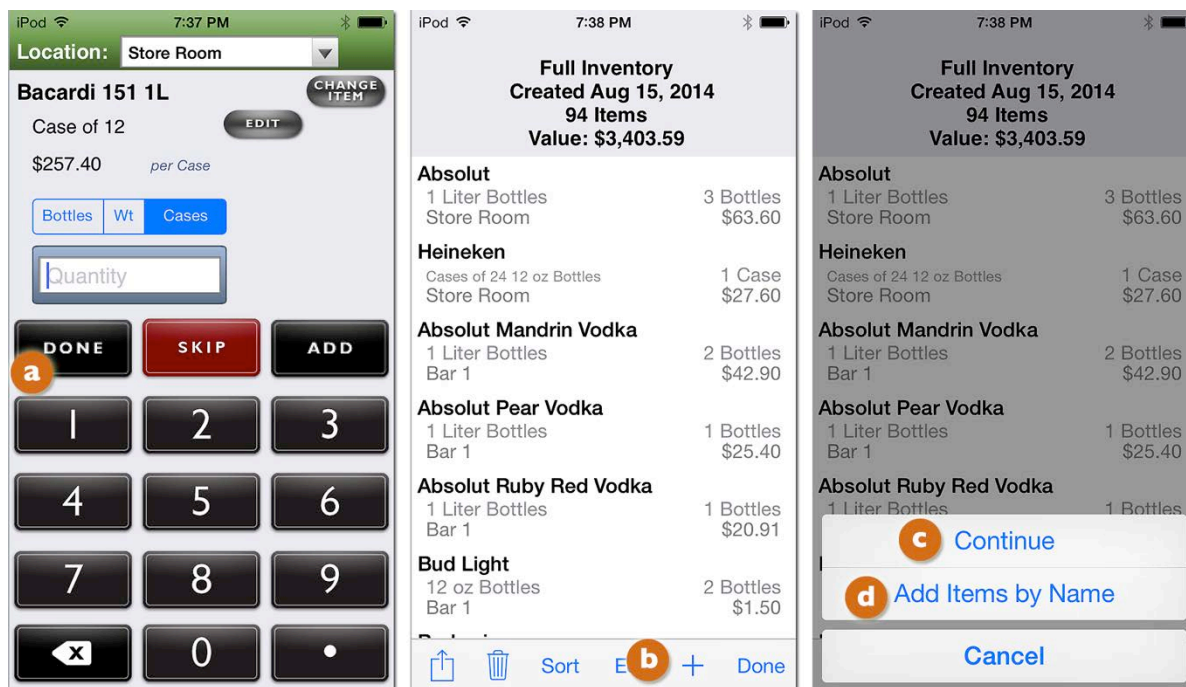 iPod 7:37 PM
Location: Store Room
Bacardi 151 1L
CHANGE ITEM
Case of 12
EDIT
$257.40 per Case
Bottles Wt Cases
Quantity
DONE SKIP ADD
a
1 2 3
4 5 6
7 8 9
x 0 •
iPod 7:38 PM
Full Inventory
Created Aug 15, 2014
94 Items
Value: $3,403.59
Absolut
1 Liter Bottles 3 Bottles
Store Room $63.60
Heineken
Cases of 24 12 oz Bottles 1 Case
Store Room $27.60
Absolut Mandrin Vodka
1 Liter Bottles 2 Bottles
Bar 1 $42.90
Absolut Pear Vodka
1 Liter Bottles 1 Bottles
Bar 1 $25.40
Absolut Ruby Red Vodka
1 Liter Bottles 1 Bottles
Bar 1 $20.91
Bud Light
12 oz Bottles 2 Bottles
Bar 1 $1.50
Sort E b + Done
iPod 7:38 PM
Full Inventory
Created Aug 15, 2014
94 Items
Value: $3,403.59
Absolut
1 Liter Bottles 3 Bottles
Store Room $63.60
Heineken
Cases of 24 12 oz Bottles 1 Case
Store Room $27.60
Absolut Mandrin Vodka
1 Liter Bottles 2 Bottles
Bar 1 $42.90
Absolut Pear Vodka
1 Liter Bottles 1 Bottles
Bar 1 $25.40
Absolut Ruby Red Vodka
1 Liter Bottles 1 Bottles
c Continue
d Add Items by Name
Cancel